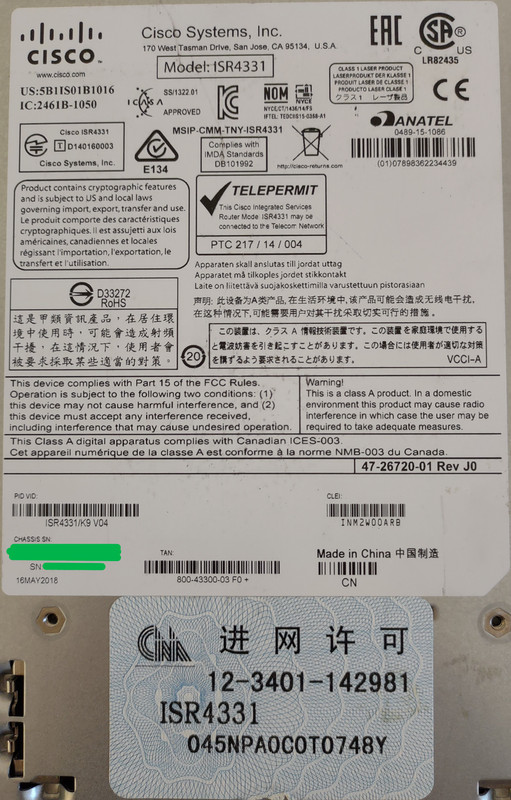 CISCO
www.cisco.com
Cisco Systems, Inc.
170 West Tasman Drive, San Jose, CA 95134, U.S.A.
Model: ISR4331
EAC
SA
C US
LR82435
US:5B1IS01B1016
IC:2461B-1050
ICASA
SS/1322.01
APPROVED
NOM
NYCE
CLASS 1 LASER PRODUCT
LASERPRODUKT DER KLASSE 1
PRODUIT LASER DE CLASSE 1
PRODUCTO LASER CLASE 1
クラス 1 レーザ製品
CE
MSIP-CMM-TNY-ISR4331
ANATEL
0489-15-1086
(01)07898362234439
Cisco ISR4331
T D140160003
Cisco Systems, Inc.
E134
Complies with
IMDA Standards
DB101992
http://cisco-returns.com
Product contains cryptographic features
and is subject to US and local laws
governing import, export, transfer and use.
Le produit comporte des caractéristiques
cryptographiques. Il est assujetti aux lois
américaines, canadiennes et locales
régissant l'importation, l'exportation, le
transfert et l'utilisation.
TELEPERMIT
This Cisco Integrated Services
Router Mode: ISR4331 may be
connected to the Telecom Network
PTC 217 / 14 / 004
Apparaten skall anslutas till jordat uttag
Apparatet må tilkoples jordet stikkontakt
Laite on liitettävä suojakoskettimilla varustettuun pistorasiaan
声明: 此设备为A类产品, 在生活环境中, 该产品可能会造成无线电干扰。
在这种情况下, 可能需要用户对其干扰采取切实可行的措施。
D33272
RoHS
這是甲類資訊產品, 在居住環
境中使用時, 可能會造成射頻
干擾, 在這情況下, 使用者會
被要求採取某些適當的對策。
20
この装置は、クラス A 情報技術装置です。この装置を家庭環境で使用する
と電波妨害を引き起こすことがあります。この場合には使用者が適切な対策
を講ずるよう要求されることがあります。
VCCI-A
This device complies with Part 15 of the FCC Rules.
Operation is subject to the following two conditions: (1)
this device may not cause harmful interference, and (2)
this device must accept any interference received,
including interference that may cause undesired operation.
Warning!
This is a class A product. In a domestic
environment this product may cause radio
interference in which case the user may be
required to take adequate measures.
This Class A digital apparatus complies with Canadian ICES-003.
Cet appareil numérique de la classe A est conforme à la norme NMB-003 du Canada.
47-26720-01 Rev J0
PID VID:
ISR4331/K9 V04
CLEI:
INM2W00ARB
CHASSIS SN:
SN:
16MAY2018
TAN:
800-43300-03 F0 +
Made in China 中国制造
CN
进网许可
12-3401-142981
ISR4331
045NPA0C0T0748Y